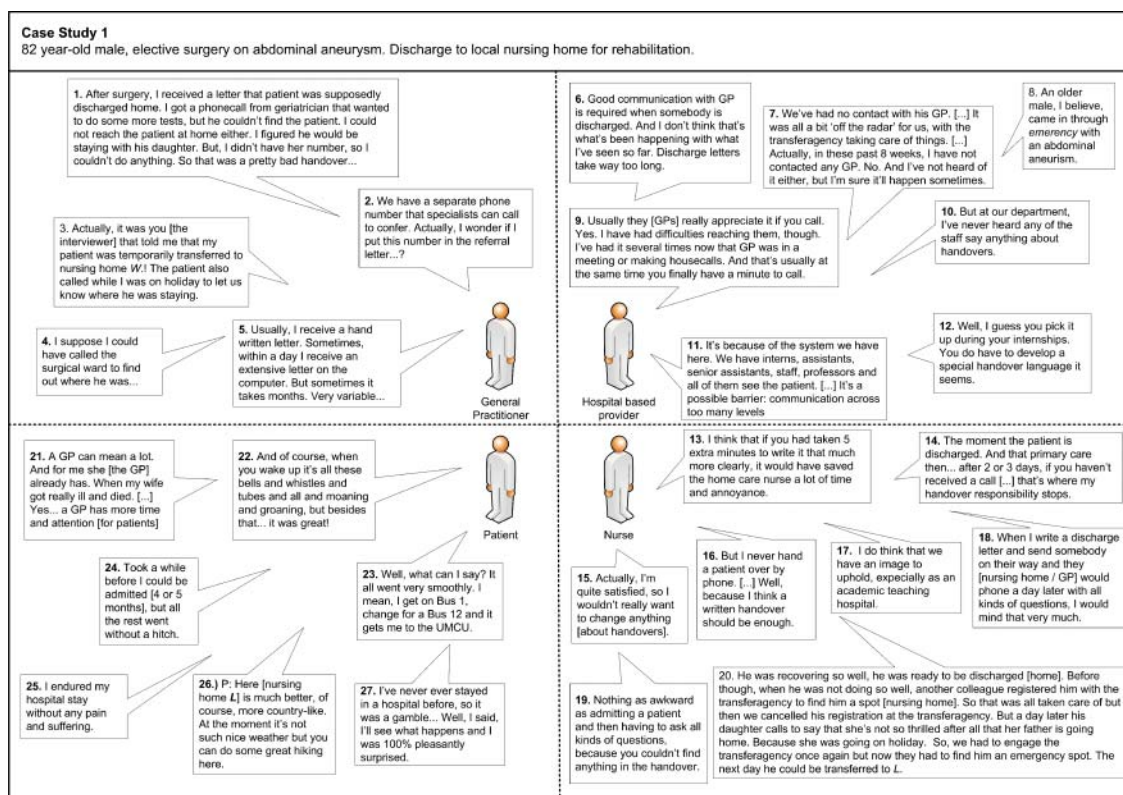 Case Study 1
82 year-old male, elective surgery on abdominal aneurysm. Discharge to local nursing home for rehabilitation.
1. After surgery, I received a letter that patient was supposedly
discharged home. I got a phonecall from geriatrician that wanted
to do some more tests, but he couldn't find the patient. I could
not reach the patient at home either. I figured he would be
staying with his daughter. But, I didn't have her number, so I
couldn't do anything. So that was a pretty bad handover...
2. We have a separate phone
number that specialists can call
to confer. Actually, I wonder if I
put this number in the referral
letter...?
3. Actually, it was you [the
interviewer] that told me that my
patient was temporarily transferred to
nursing home W.! The patient also
called while I was on holiday to let us
know where he was staying.
4. I suppose I could
have called the
surgical ward to find
out where he was...
5. Usually, I receive a hand
written letter. Sometimes,
within a day I receive an
extensive letter on the
computer. But sometimes it
takes months. Very variable...
General
Practitioner
6. Good communication with GP
is required when somebody is
discharged. And I don't think that's
what's been happening with what
I've seen so far. Discharge letters
take way too long.
7. We've had no contact with his GP. [...] It
was all a bit 'off the radar' for us, with the
transferagency taking care of things. [...]
Actually, in these past 8 weeks, I have not
contacted any GP. No. And I've not heard of
it either, but I'm sure it'll happen sometimes.
8. An older
male, I believe,
came in through
emerency with
an abdominal
aneurism.
9. Usually they [GPs] really appreciate it if you call.
Yes. I have had difficulties reaching them, though.
I've had it several times now that GP was in a
meeting or making housecalls. And that's usually at
the same time you finally have a minute to call.
10. But at our department,
I've never heard any of the
staff say anything about
handovers.
11. It's because of the system we have
here. We have interns, assistants,
senior assistants, staff, professors and
all of them see the patient. [...] It's a
possible barrier: communication across
too many levels
12. Well, I guess you pick it
up during your internships.
You do have to develop a
special handover language it
seems.
Hospital based
provider
21. A GP can mean a lot.
And for me she [the GP]
already has. When my wife
got really ill and died. [...]
Yes... a GP has more time
and attention [for patients]
22. And of course, when
you wake up it's all these
bells and whistles and
tubes and all and moaning
and groaning, but besides
that... it was great!
Patient
23. Well, what can I say? It
all went very smoothly. I
mean, I get on Bus 1,
change for a Bus 12 and it
gets me to the UMCU.
24. Took a while
before I could be
admitted [4 or 5
months], but all
the rest went
without a hitch.
25. I endured my
hospital stay
without any pain
and suffering.
26.) P: Here [nursing
home L] is much better, of
course, more country-like.
At the moment it's not
such nice weather but you
can do some great hiking
here.
27. I've never ever stayed
in a hospital before, so it
was a gamble... Well, I said,
I'll see what happens and I
was 100% pleasantly
surprised.
Nurse
13. I think that if you had taken 5
extra minutes to write it that much
more clearly, it would have saved
the home care nurse a lot of time
and annoyance.
14. The moment the patient is
discharged. And that primary care
then... after 2 or 3 days, if you haven't
received a call [...] that's where my
handover responsibility stops.
15. Actually, I'm
quite satisfied, so I
wouldn't really want
to change anything
[about handovers].
16. But I never hand
a patient over by
phone. [...] Well,
because I think a
written handover
should be enough.
17. I do think that we
have an image to
uphold, expecially as an
academic teaching
hospital.
18. When I write a discharge
letter and send somebody
on their way and they
[nursing home / GP] would
phone a day later with all
kinds of questions, I would
mind that very much.
19. Nothing as awkward
as admitting a patient
and then having to ask all
kinds of questions,
because you couldn't find
anything in the handover.
20. He was recovering so well, he was ready to be discharged [home]. Before
though, when he was not doing so well, another colleague registered him with
the transferagency to find him a spot [nursing home]. So that was all taken care of but
then we cancelled his registration at the transferagency. But a day later his
daughter calls to say that she's not so thrilled after all that her father is going
home. Because she was going on holiday. So, we had to engage the
transferagency once again but now they had to find him an emergency spot. The
next day he could be transferred to L.